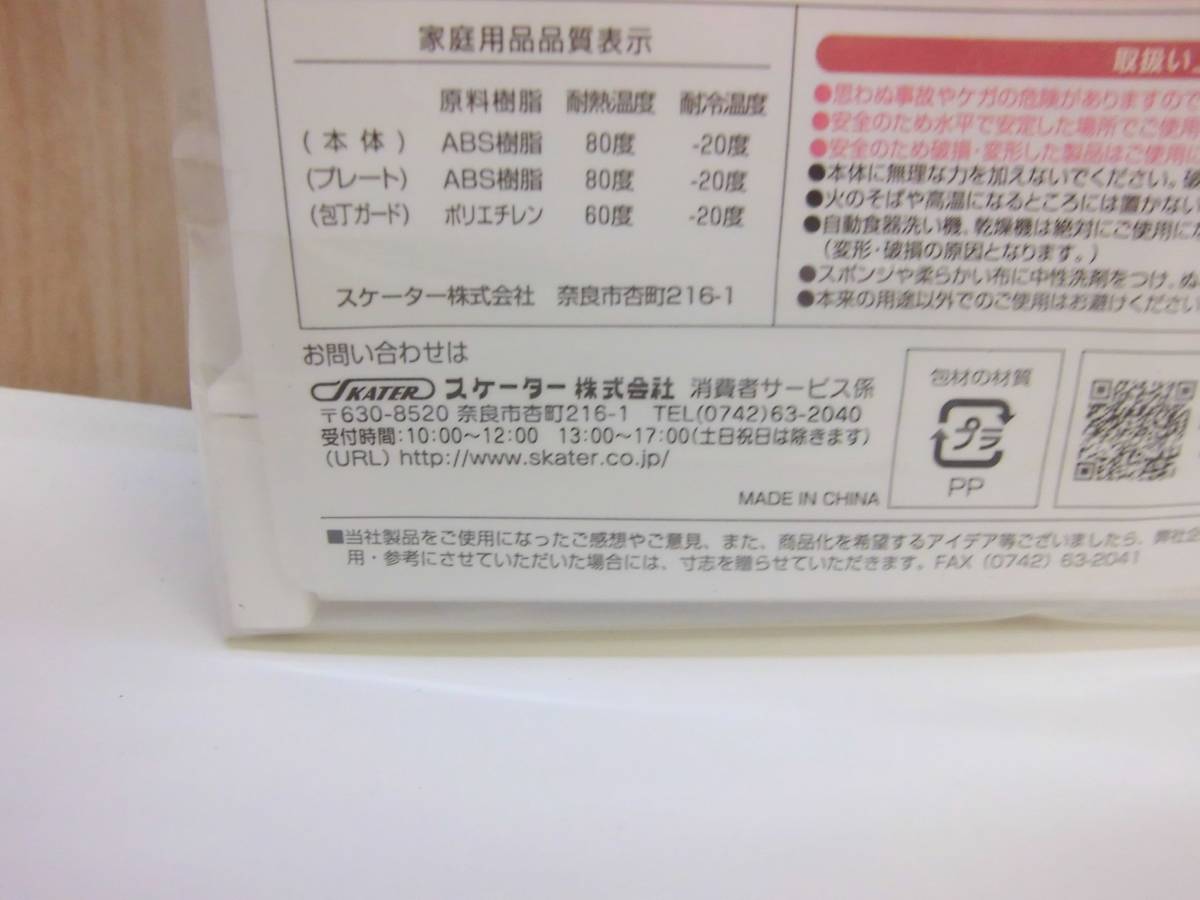 家庭用品品質表示
原料樹脂 耐熱温度 耐冷温度
(本体) ABS樹脂 80度 -20度
(プレート) ABS樹脂 80度 -20度
(包丁ガード) ポリエチレン 60度 -20度
スケーター株式会社 奈良市杏町216-1
取扱い上
●思わぬ事故やケガの危険がありますので
●安全のため水平で安定した場所でご使用
●安全のため破損・変形した製品はご使用に
●本体に無理な力を加えないでください。破
●火のそばや高温になるところには置かない
●自動食器洗い機、乾燥機は絶対にご使用にな
(変形・破損の原因となります。)
●スポンジや柔らかい布に中性洗剤をつけ、ぬ
●本来の用途以外でのご使用はお避けください
お問い合わせは
SKATER スケーター株式会社 消費者サービス係
〒630-8520 奈良市杏町216-1 TEL(0742)63-2040
受付時間:10:00〜12:00 13:00〜17:00(土日祝日は除きます)
(URL) http://www.skater.co.jp/
MADE IN CHINA
包材の材質
プラ
PP
■当社製品をご使用になったご感想やご意見、また、商品化を希望するアイデア等ございましたら、弊社企
用・参考にさせていただいた場合には、寸志を贈らせていただきます。FAX (0742) 63-2041